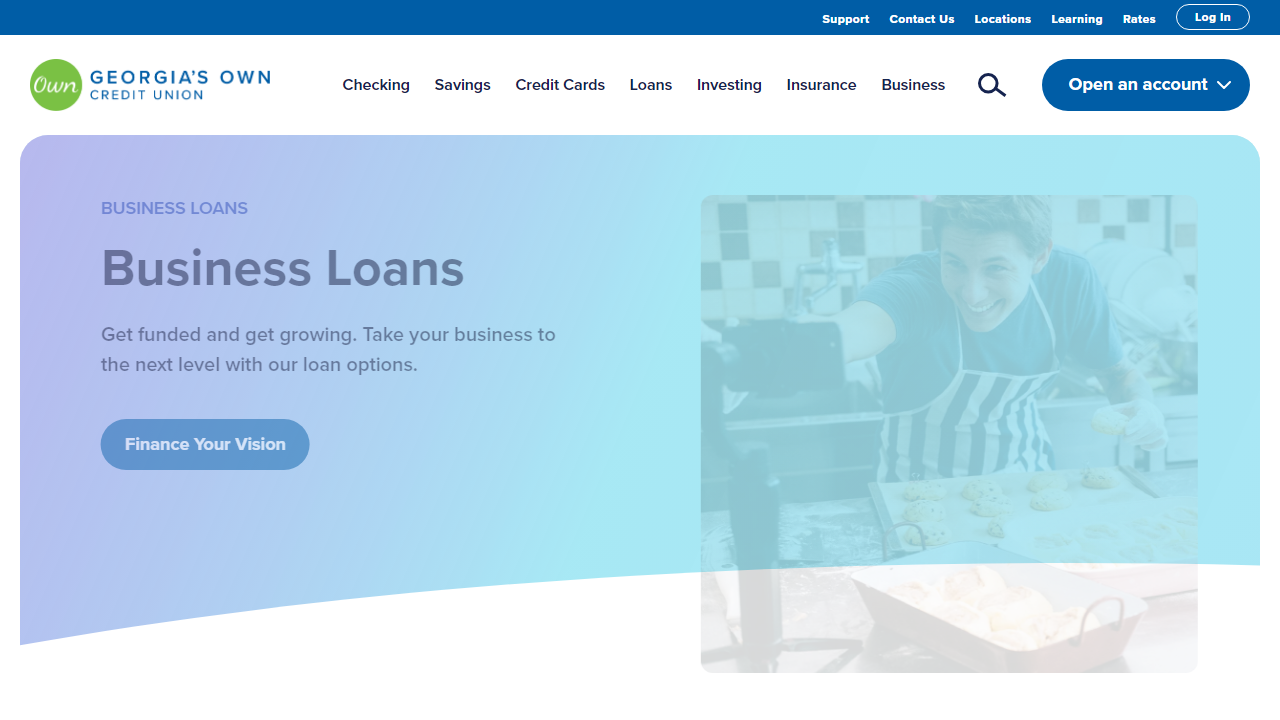 Support Contact Us Locations Learning Rates Log In
Own GEORGIA'S OWN
CREDIT UNION
Checking Savings Credit Cards Loans Investing Insurance Business Open an account
BUSINESS LOANS
Business Loans
Get funded and get growing. Take your business to
the next level with our loan options.
Finance Your Vision